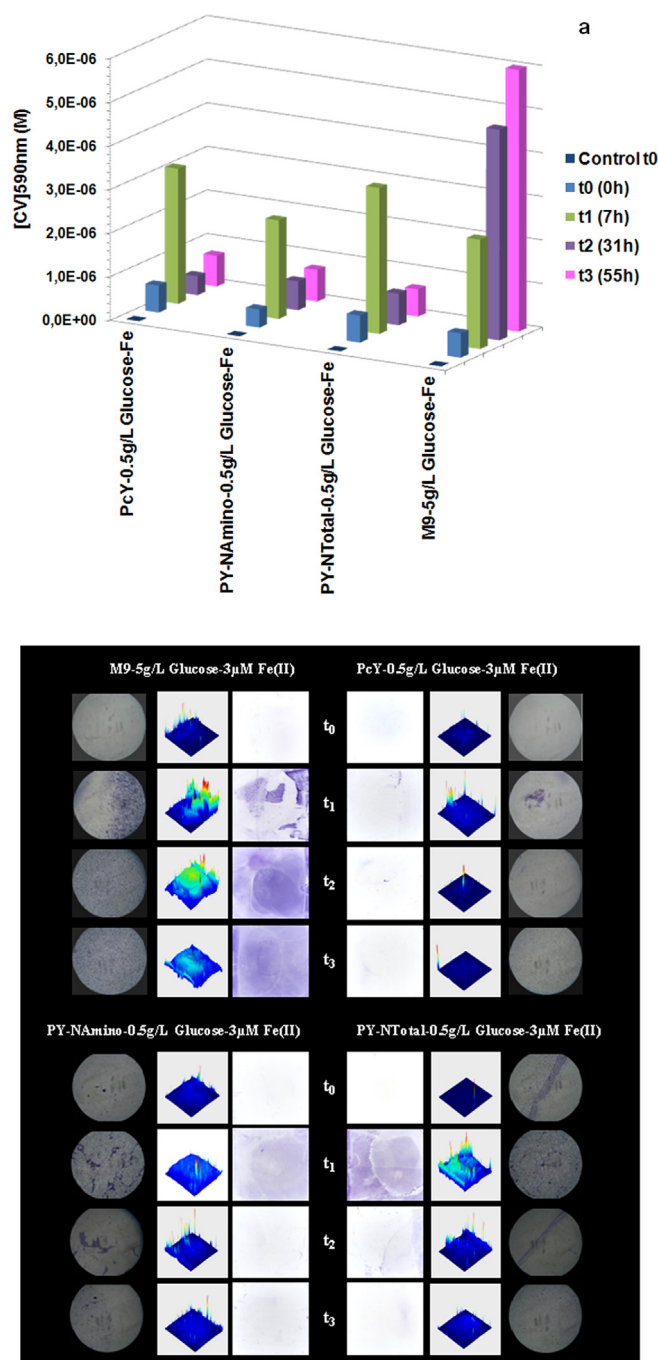 a
6,0E-06
5,0E-06
4,0E-06
3,0E-06
2,0E-06
1,0E-06
0,0E+00
[CV]590nm (M)
Control t0
t0 (0h)
t1 (7h)
t2 (31h)
t3 (55h)
PcY-0.5g/L Glucose-Fe
PY-NAmino-0.5g/L Glucose-Fe
PY-NTotal-0.5g/L Glucose-Fe
M9-5g/L Glucose-Fe
M9-5g/L Glucose-3µM Fe(II) PcY-0.5g/L Glucose-3µM Fe(II)
t0
t1
t2
t3
PY-NAmino-0.5g/L Glucose-3µM Fe(II) PY-NTotal-0.5g/L Glucose-3µM Fe(II)
t0
t1
t2
t3